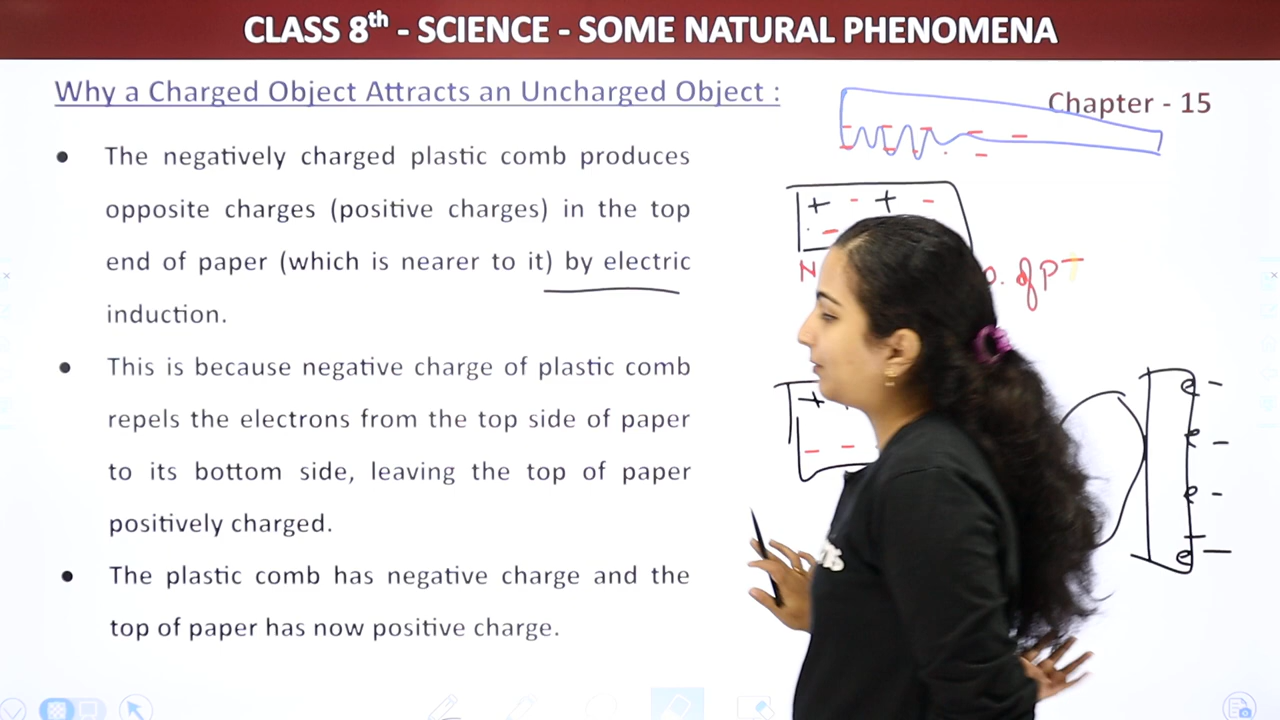 CLASS 8th - SCIENCE - SOME NATURAL PHENOMENA
Why a Charged Object Attracts an Uncharged Object :
Chapter - 15
• The negatively charged plastic comb produces
opposite charges (positive charges) in the top
end of paper (which is nearer to it) by electric
induction.
• This is because negative charge of plastic comb
repels the electrons from the top side of paper
to its bottom side, leaving the top of paper
positively charged.
• The plastic comb has negative charge and the
top of paper has now positive charge.
+ - + -
-
N
of P+
+
- -
e -
e -
e -
e -